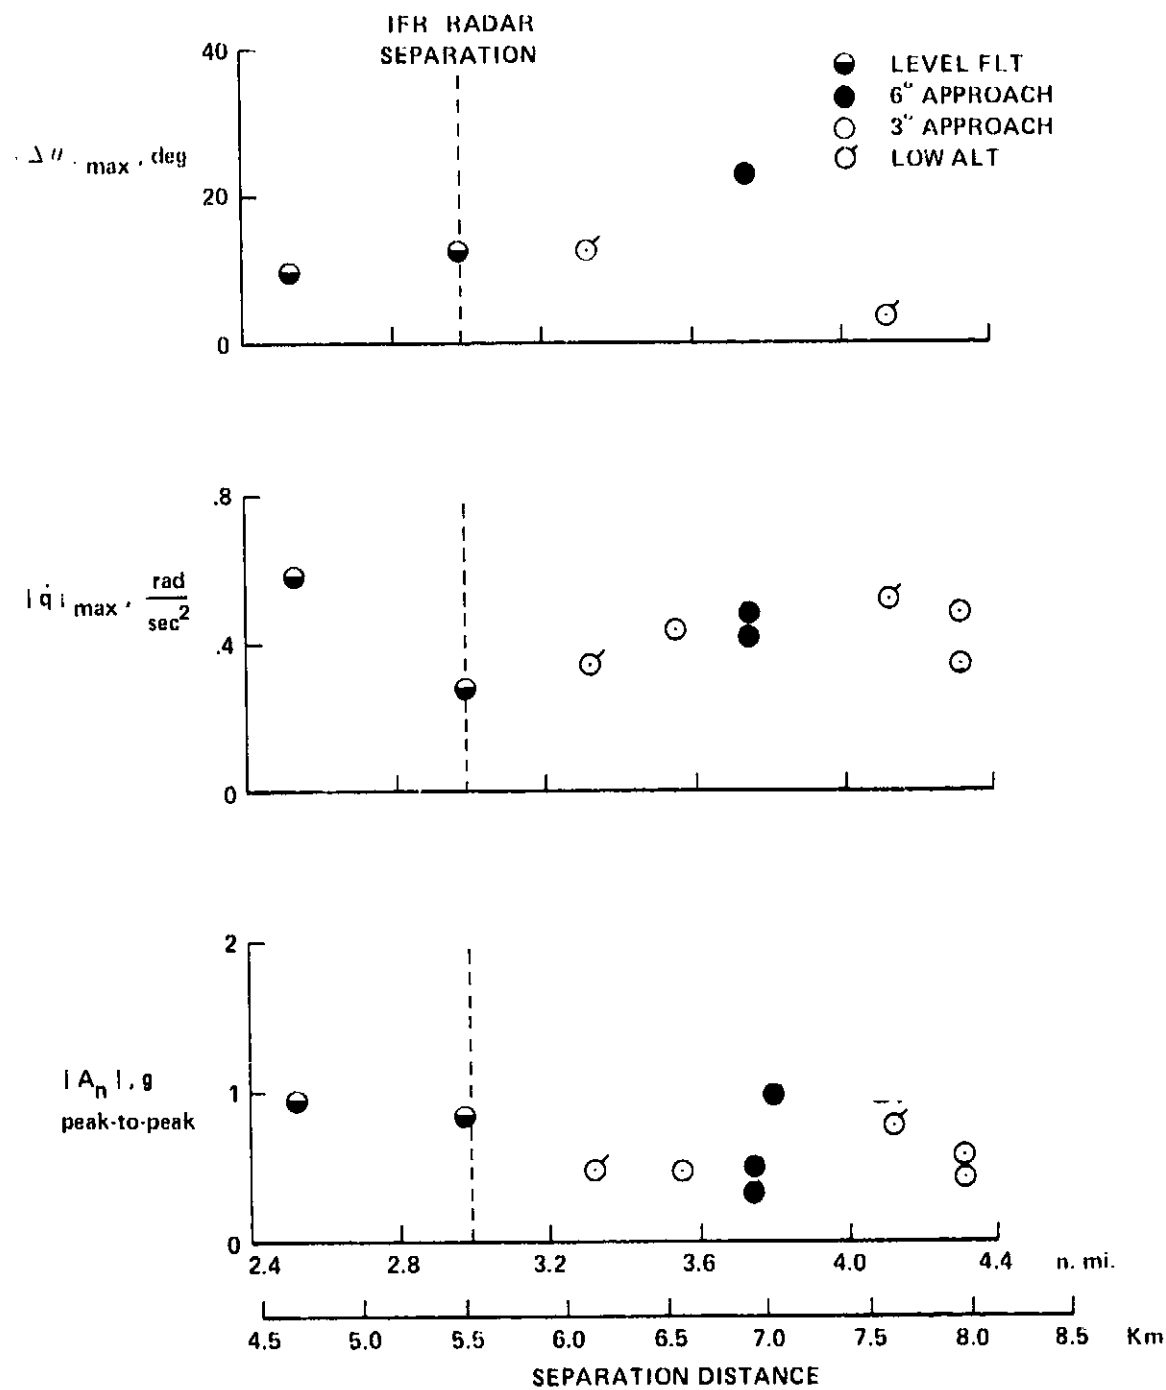 IFR RADAR
SEPARATION
LEVEL FLT
6° APPROACH
3° APPROACH
LOW ALT
40
20
0
max, deg
.8
.4
0
|q̇|max, rad
sec2
2
1
0
|An|, g
peak-to-peak
2.4 2.8 3.2 3.6 4.0 4.4 n. mi.
4.5 5.0 5.5 6.0 6.5 7.0 7.5 8.0 8.5 Km
SEPARATION DISTANCE